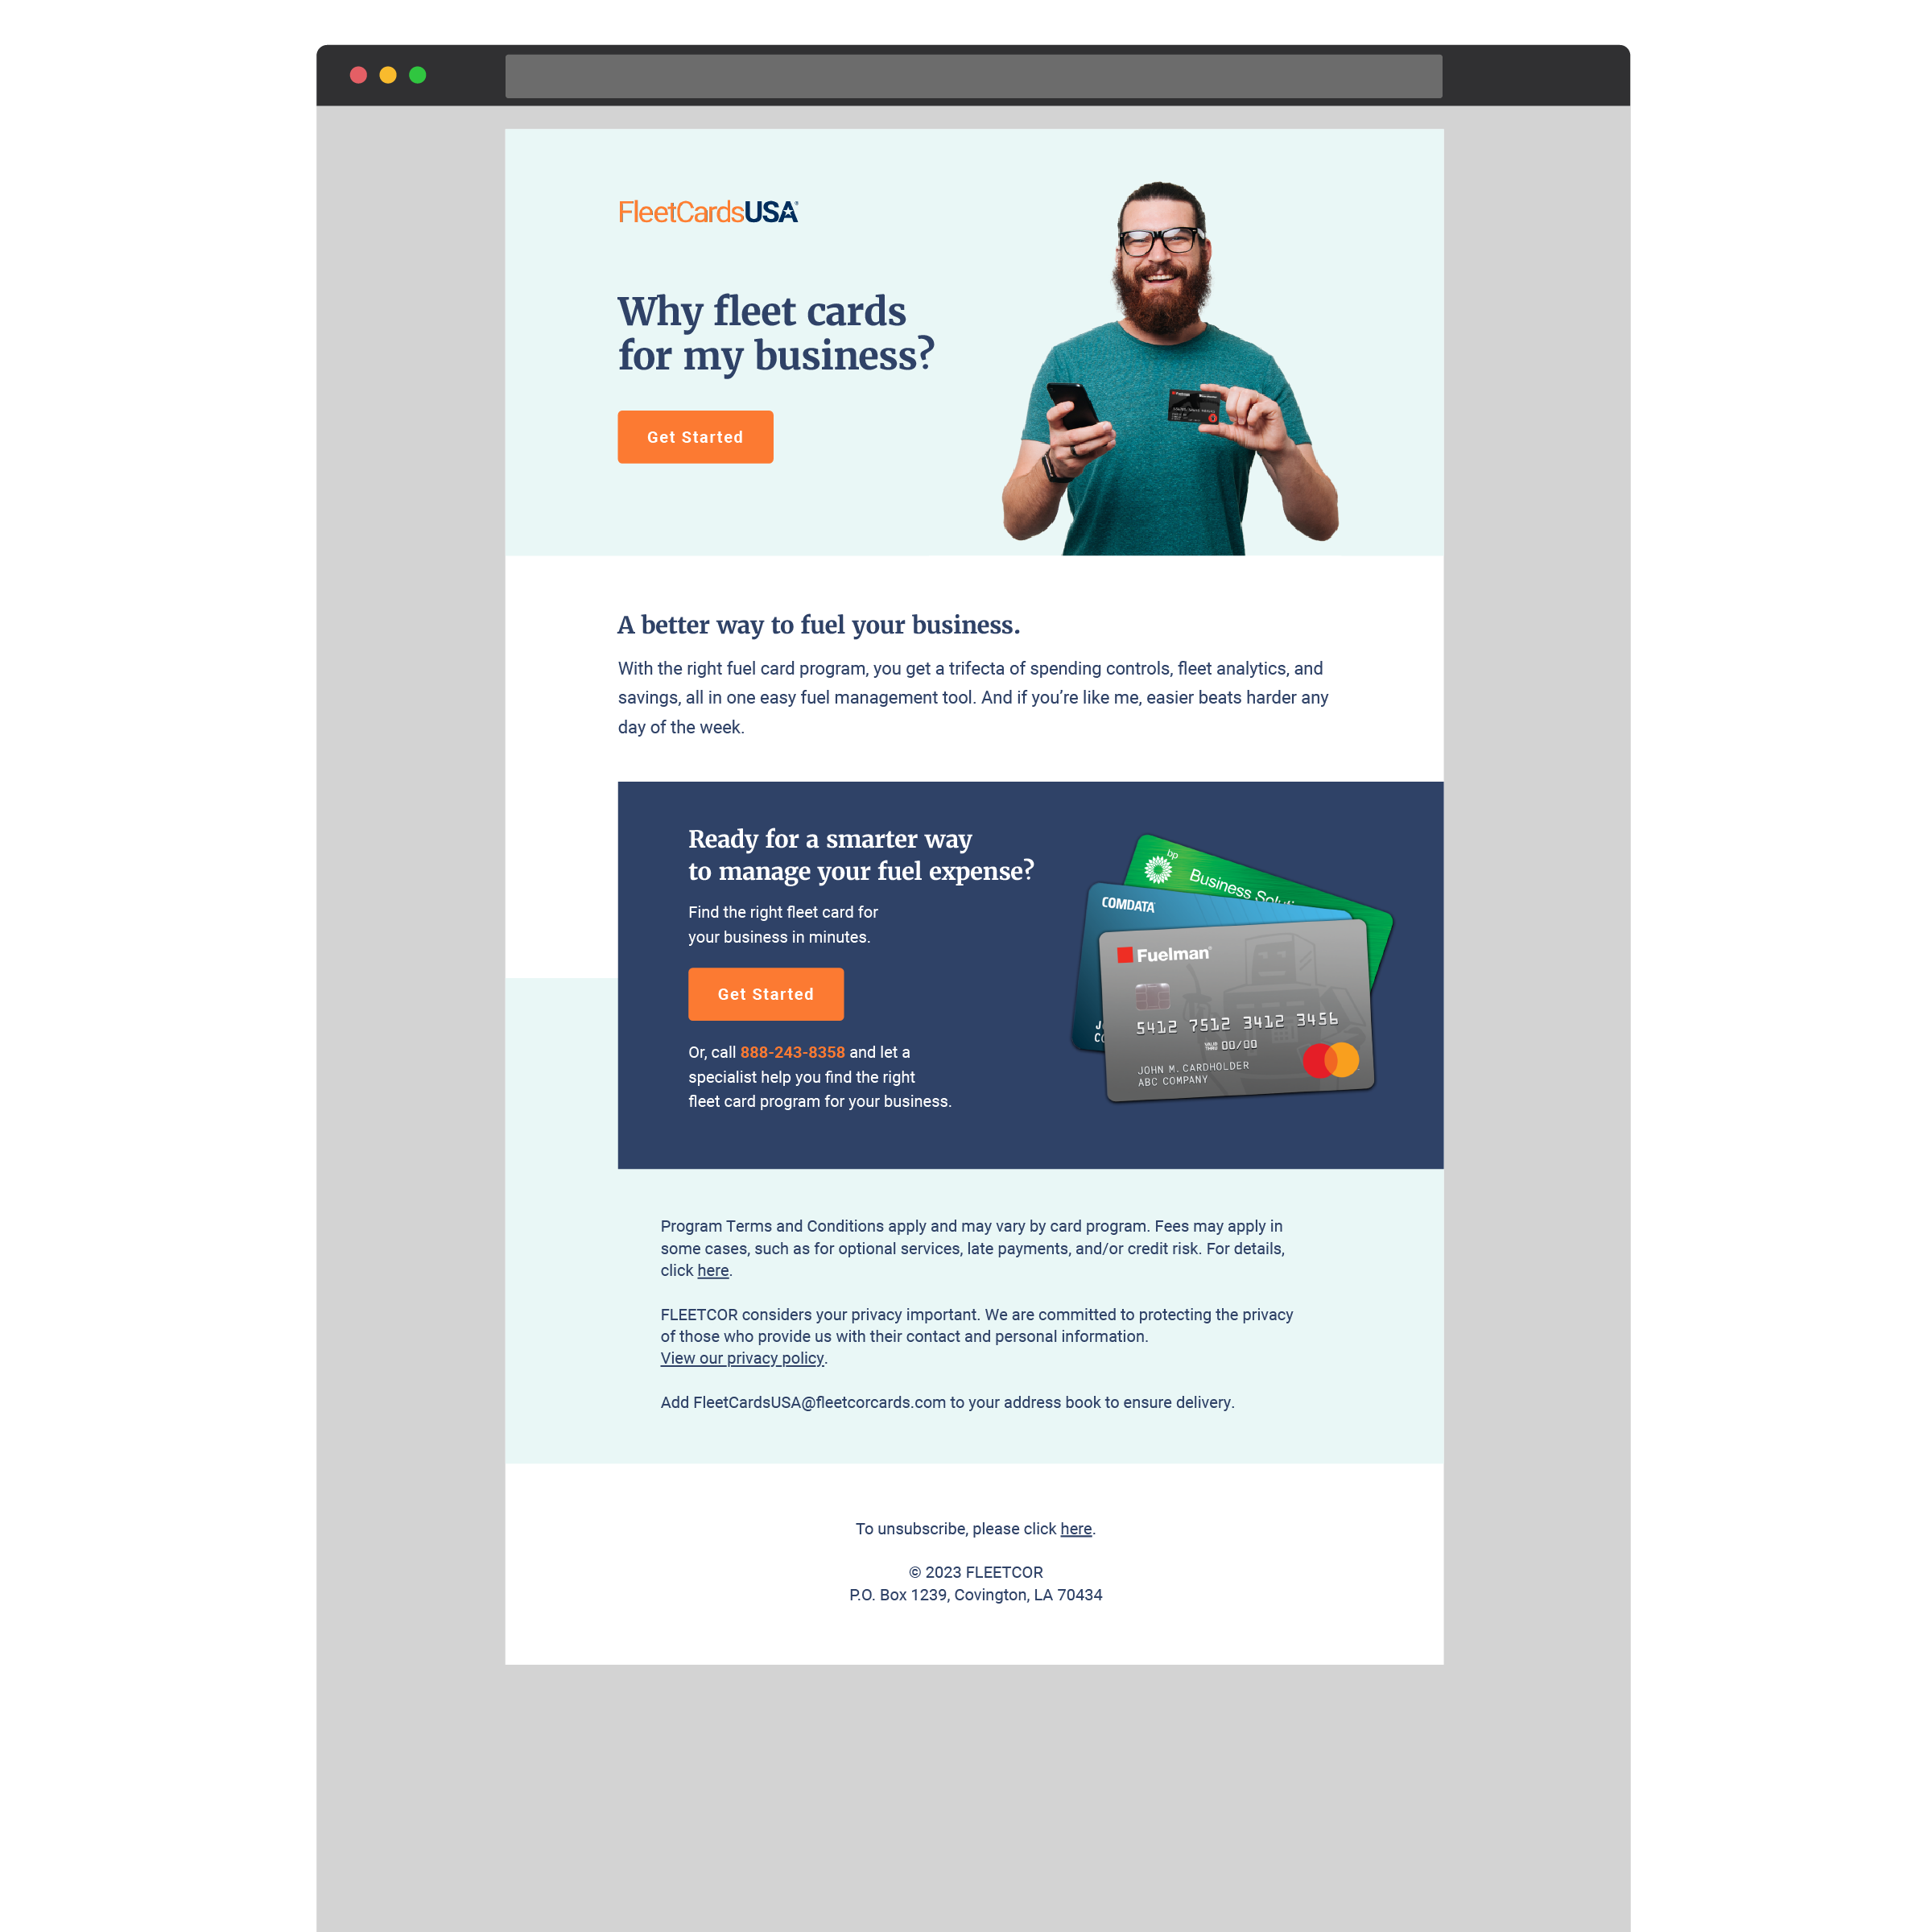 FleetCardsUSA®
Why fleet cards
for my business?
Get Started
A better way to fuel your business.
With the right fuel card program, you get a trifecta of spending controls, fleet analytics, and
savings, all in one easy fuel management tool. And if you’re like me, easier beats harder any
day of the week.
Ready for a smarter way
to manage your fuel expense?
Find the right fleet card for
your business in minutes.
Get Started
Or, call 888-243-8358 and let a
specialist help you find the right
fleet card program for your business.
bp
Business
COMDATA
Fuelman
5412 7512 3412 3456
VALID THRU 00/00
JOHN M. CARDHOLDER
ABC COMPANY
Program Terms and Conditions apply and may vary by card program. Fees may apply in
some cases, such as for optional services, late payments, and/or credit risk. For details,
click here.
FLEETCOR considers your privacy important. We are committed to protecting the privacy
of those who provide us with their contact and personal information.
View our privacy policy.
Add FleetCardsUSA@fleetcorcards.com to your address book to ensure delivery.
To unsubscribe, please click here.
© 2023 FLEETCOR
P.O. Box 1239, Covington, LA 70434